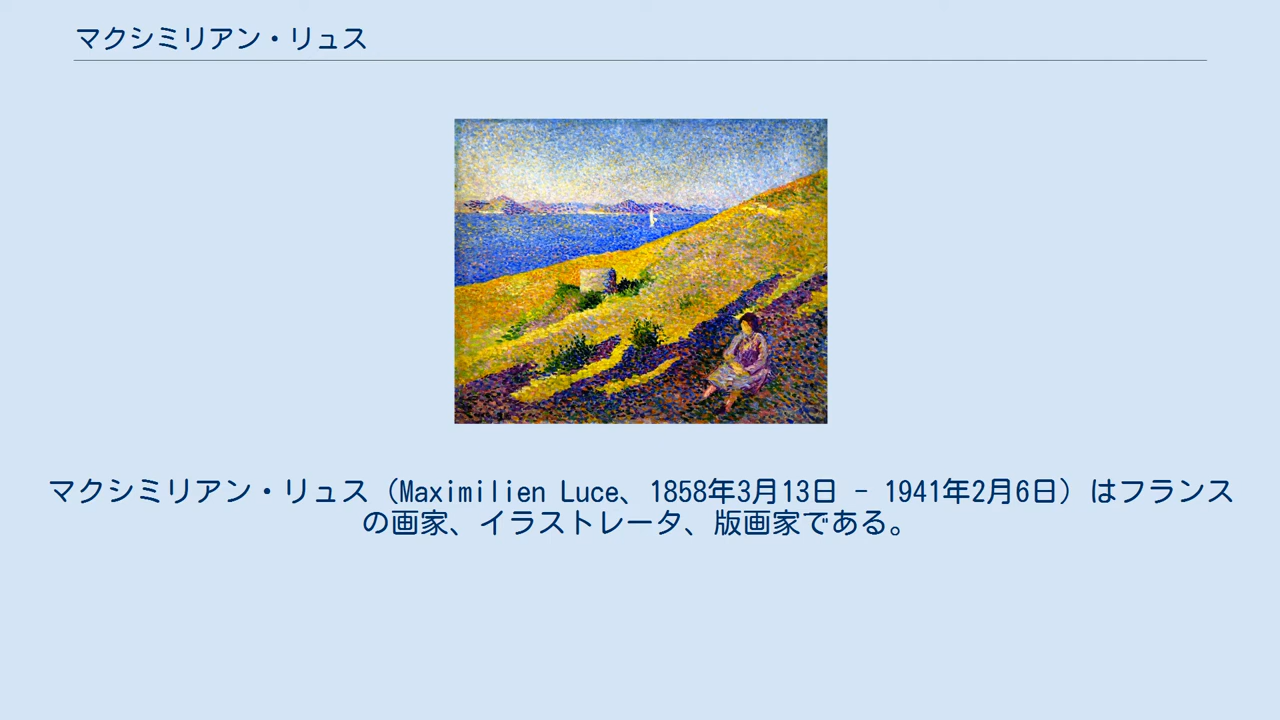 マクシミリアン・リュス
マクシミリアン・リュス（Maximilien Luce、1858年3月13日 - 1941年2月6日）はフランス
の画家、イラストレータ、版画家である。